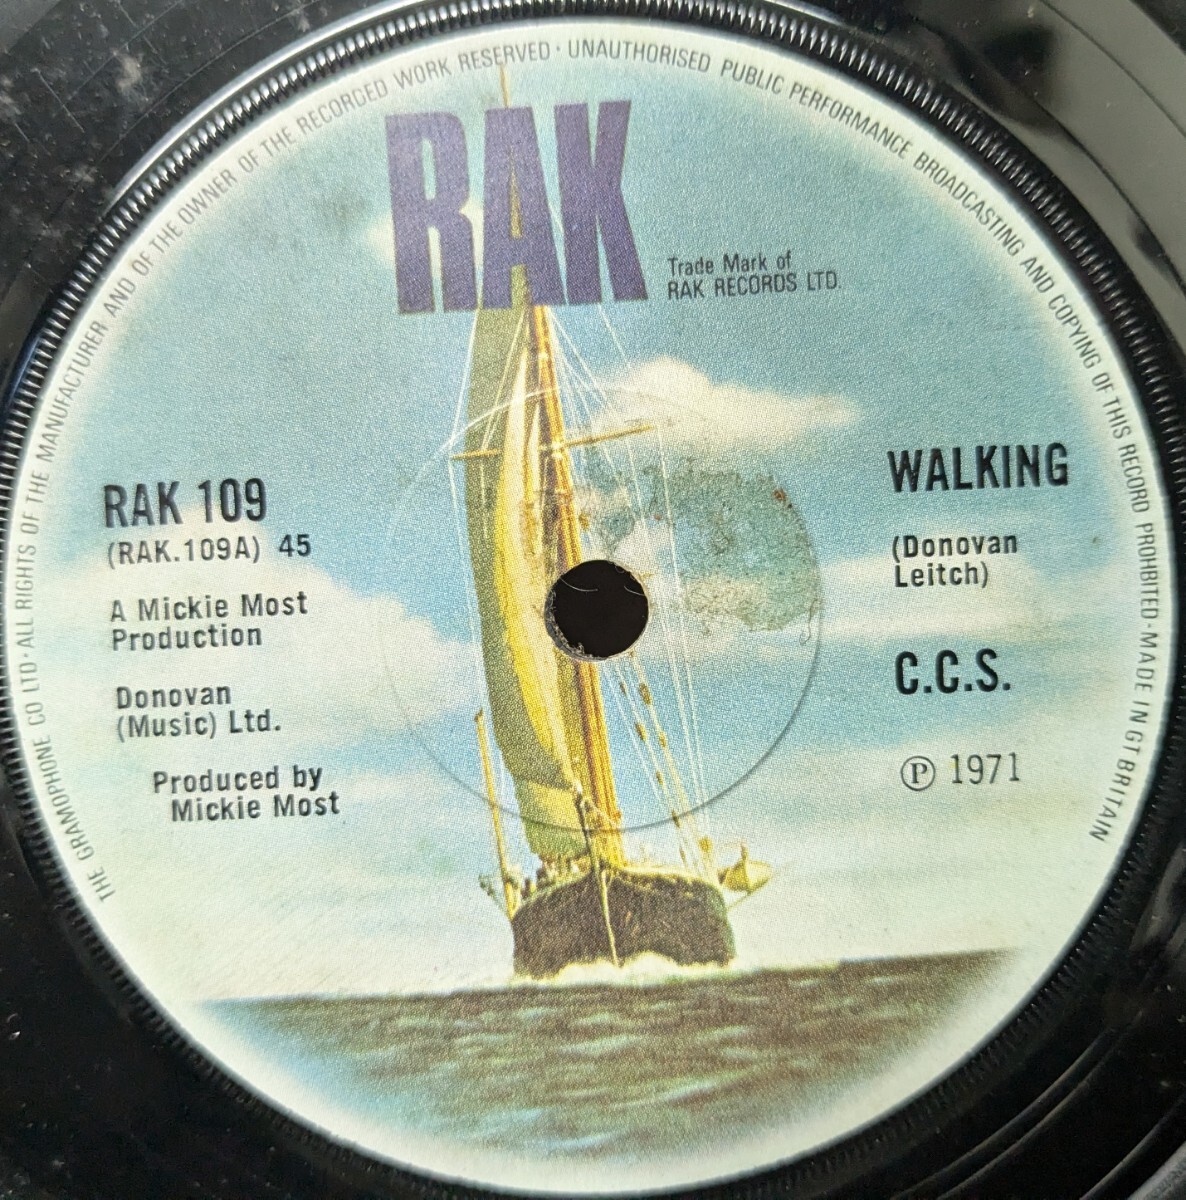 THE GRAMOPHONE CO LTD · ALL RIGHTS OF THE MANUFACTURER AND OF THE OWNER OF THE RECORGED WORK RESERVED · UNAUTHORISED PUBLIC PERFORMANCE BROADCASTING AND COPYING OF THIS RECORD PROHIBITED · MADE IN GT BRITAIN
RAK
Trade Mark of
RAK RECORDS LTD.
RAK 109
(RAK.109A) 45
A Mickie Most
Production
Donovan
(Music) Ltd.
Produced by
Mickie Most
WALKING
(Donovan
Leitch)
C.C.S.
℗ 1971